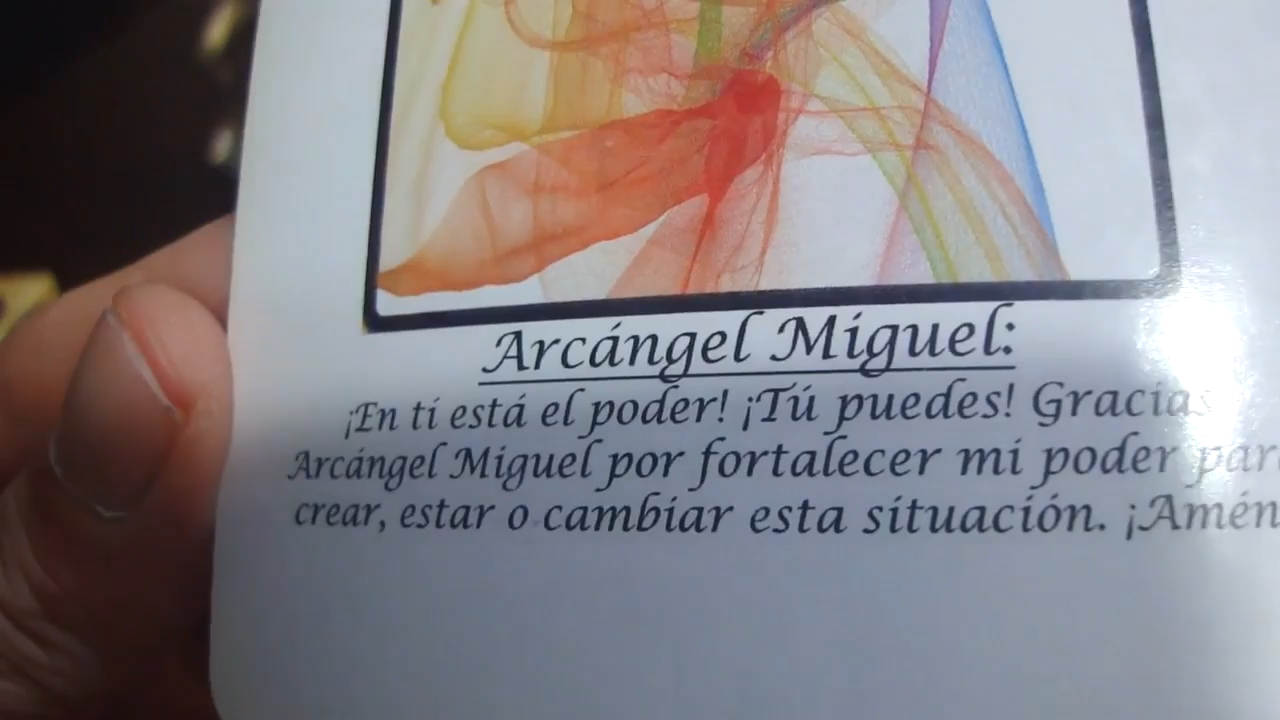 Arcángel Miguel:
¡En ti está el poder! ¡Tú puedes! Gracias
Arcángel Miguel por fortalecer mi poder para
crear, estar o cambiar esta situación. ¡Amén